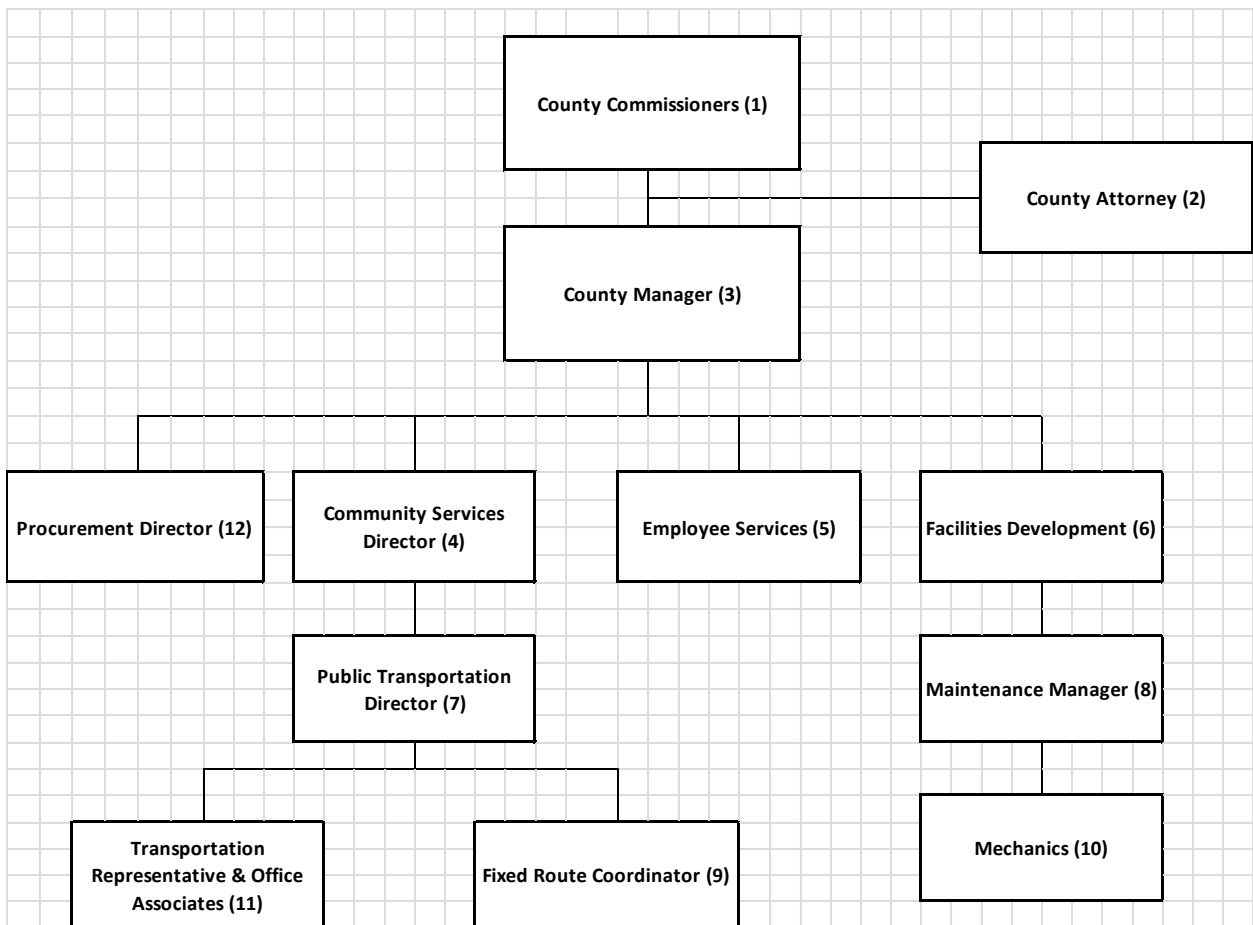 County Commissioners (1)
County Attorney (2)
County Manager (3)
Procurement Director (12)
Community Services
Director (4)
Employee Services (5)
Facilities Development (6)
Public Transportation
Director (7)
Maintenance Manager (8)
Transportation
Representative & Office
Associates (11)
Fixed Route Coordinator (9)
Mechanics (10)